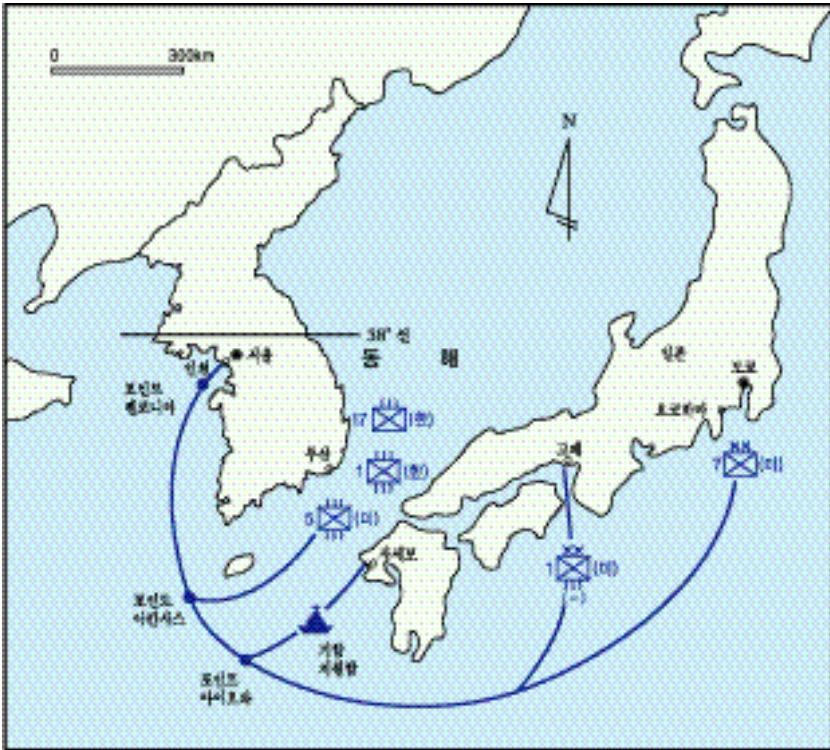 0 300km
N
38° 선
동 해
서울
인천
포인트
캘로니아
17 (한)
부산
1 (한)
5 (미)
일본
도쿄
요코하마
고베
7 (미)
사세보
1 (미)
(-)
포인트
아칸사스
기함
지원함
포인트
아이오와